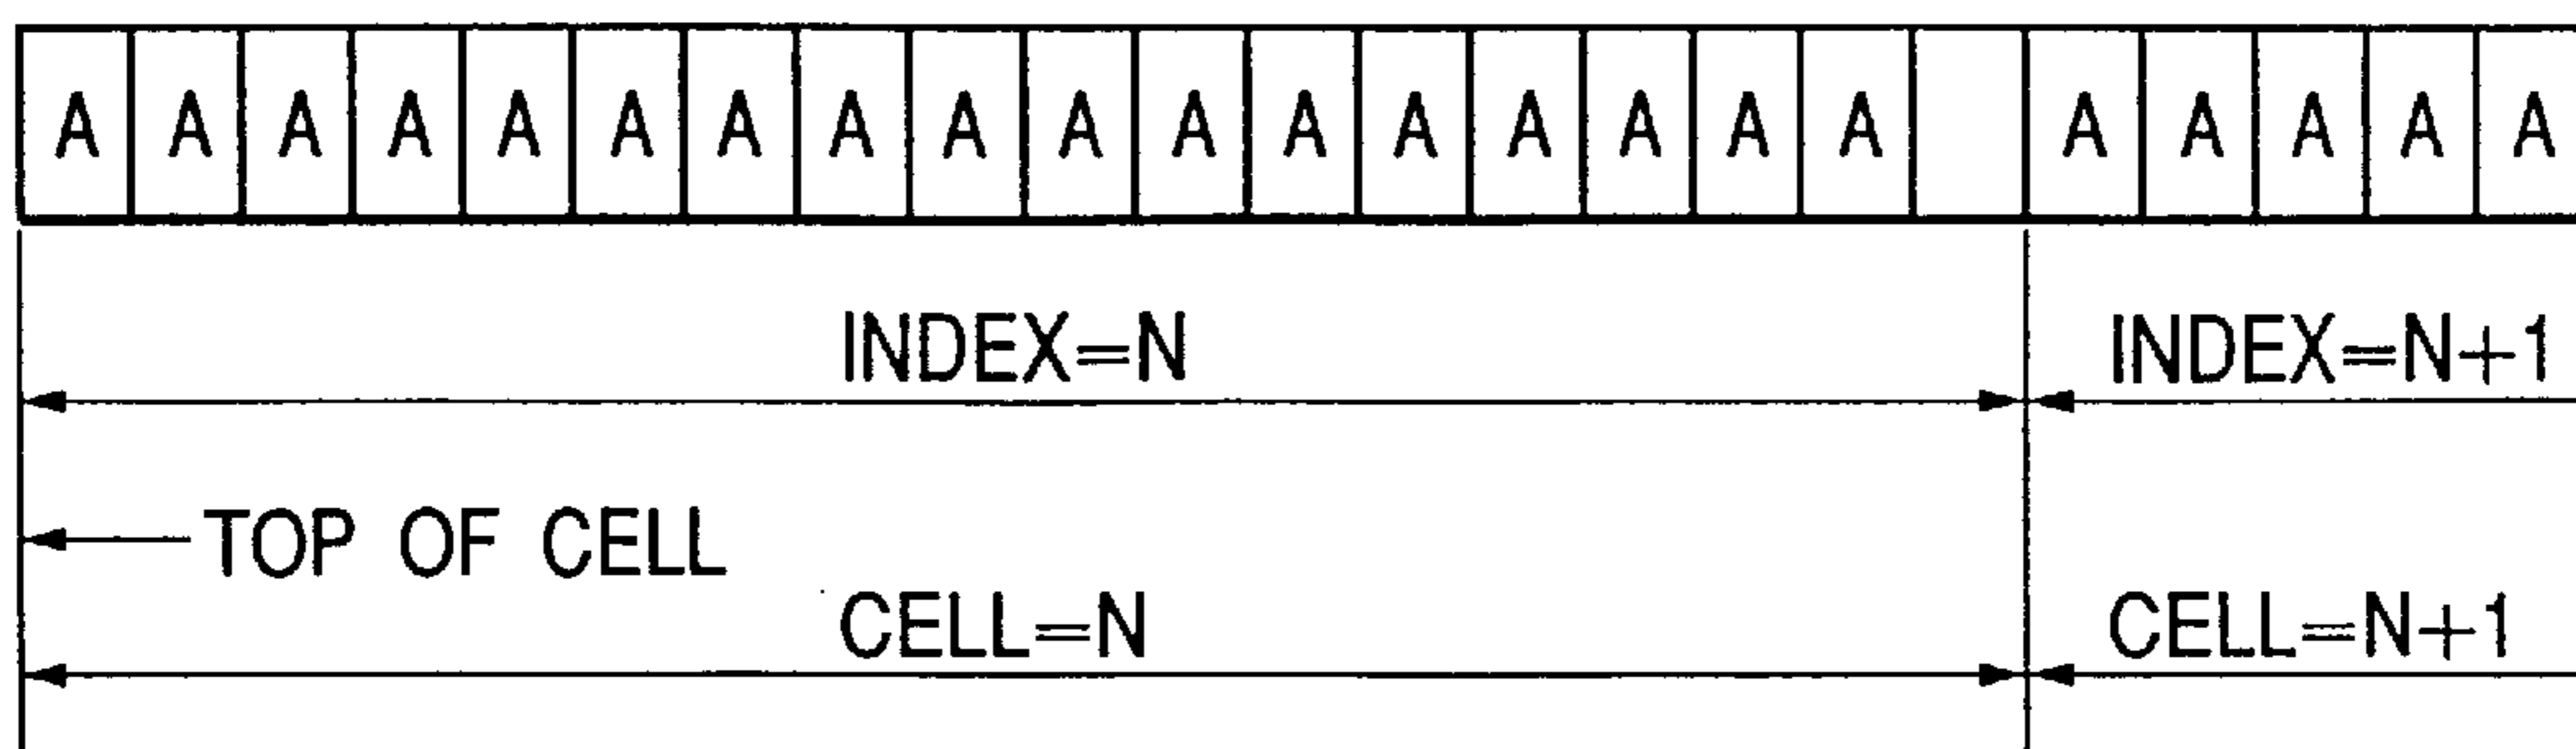 A A A A A A A A A A A A A A A A A A A A A A
INDEX=N INDEX=N+1
TOP OF CELL
CELL=N CELL=N+1